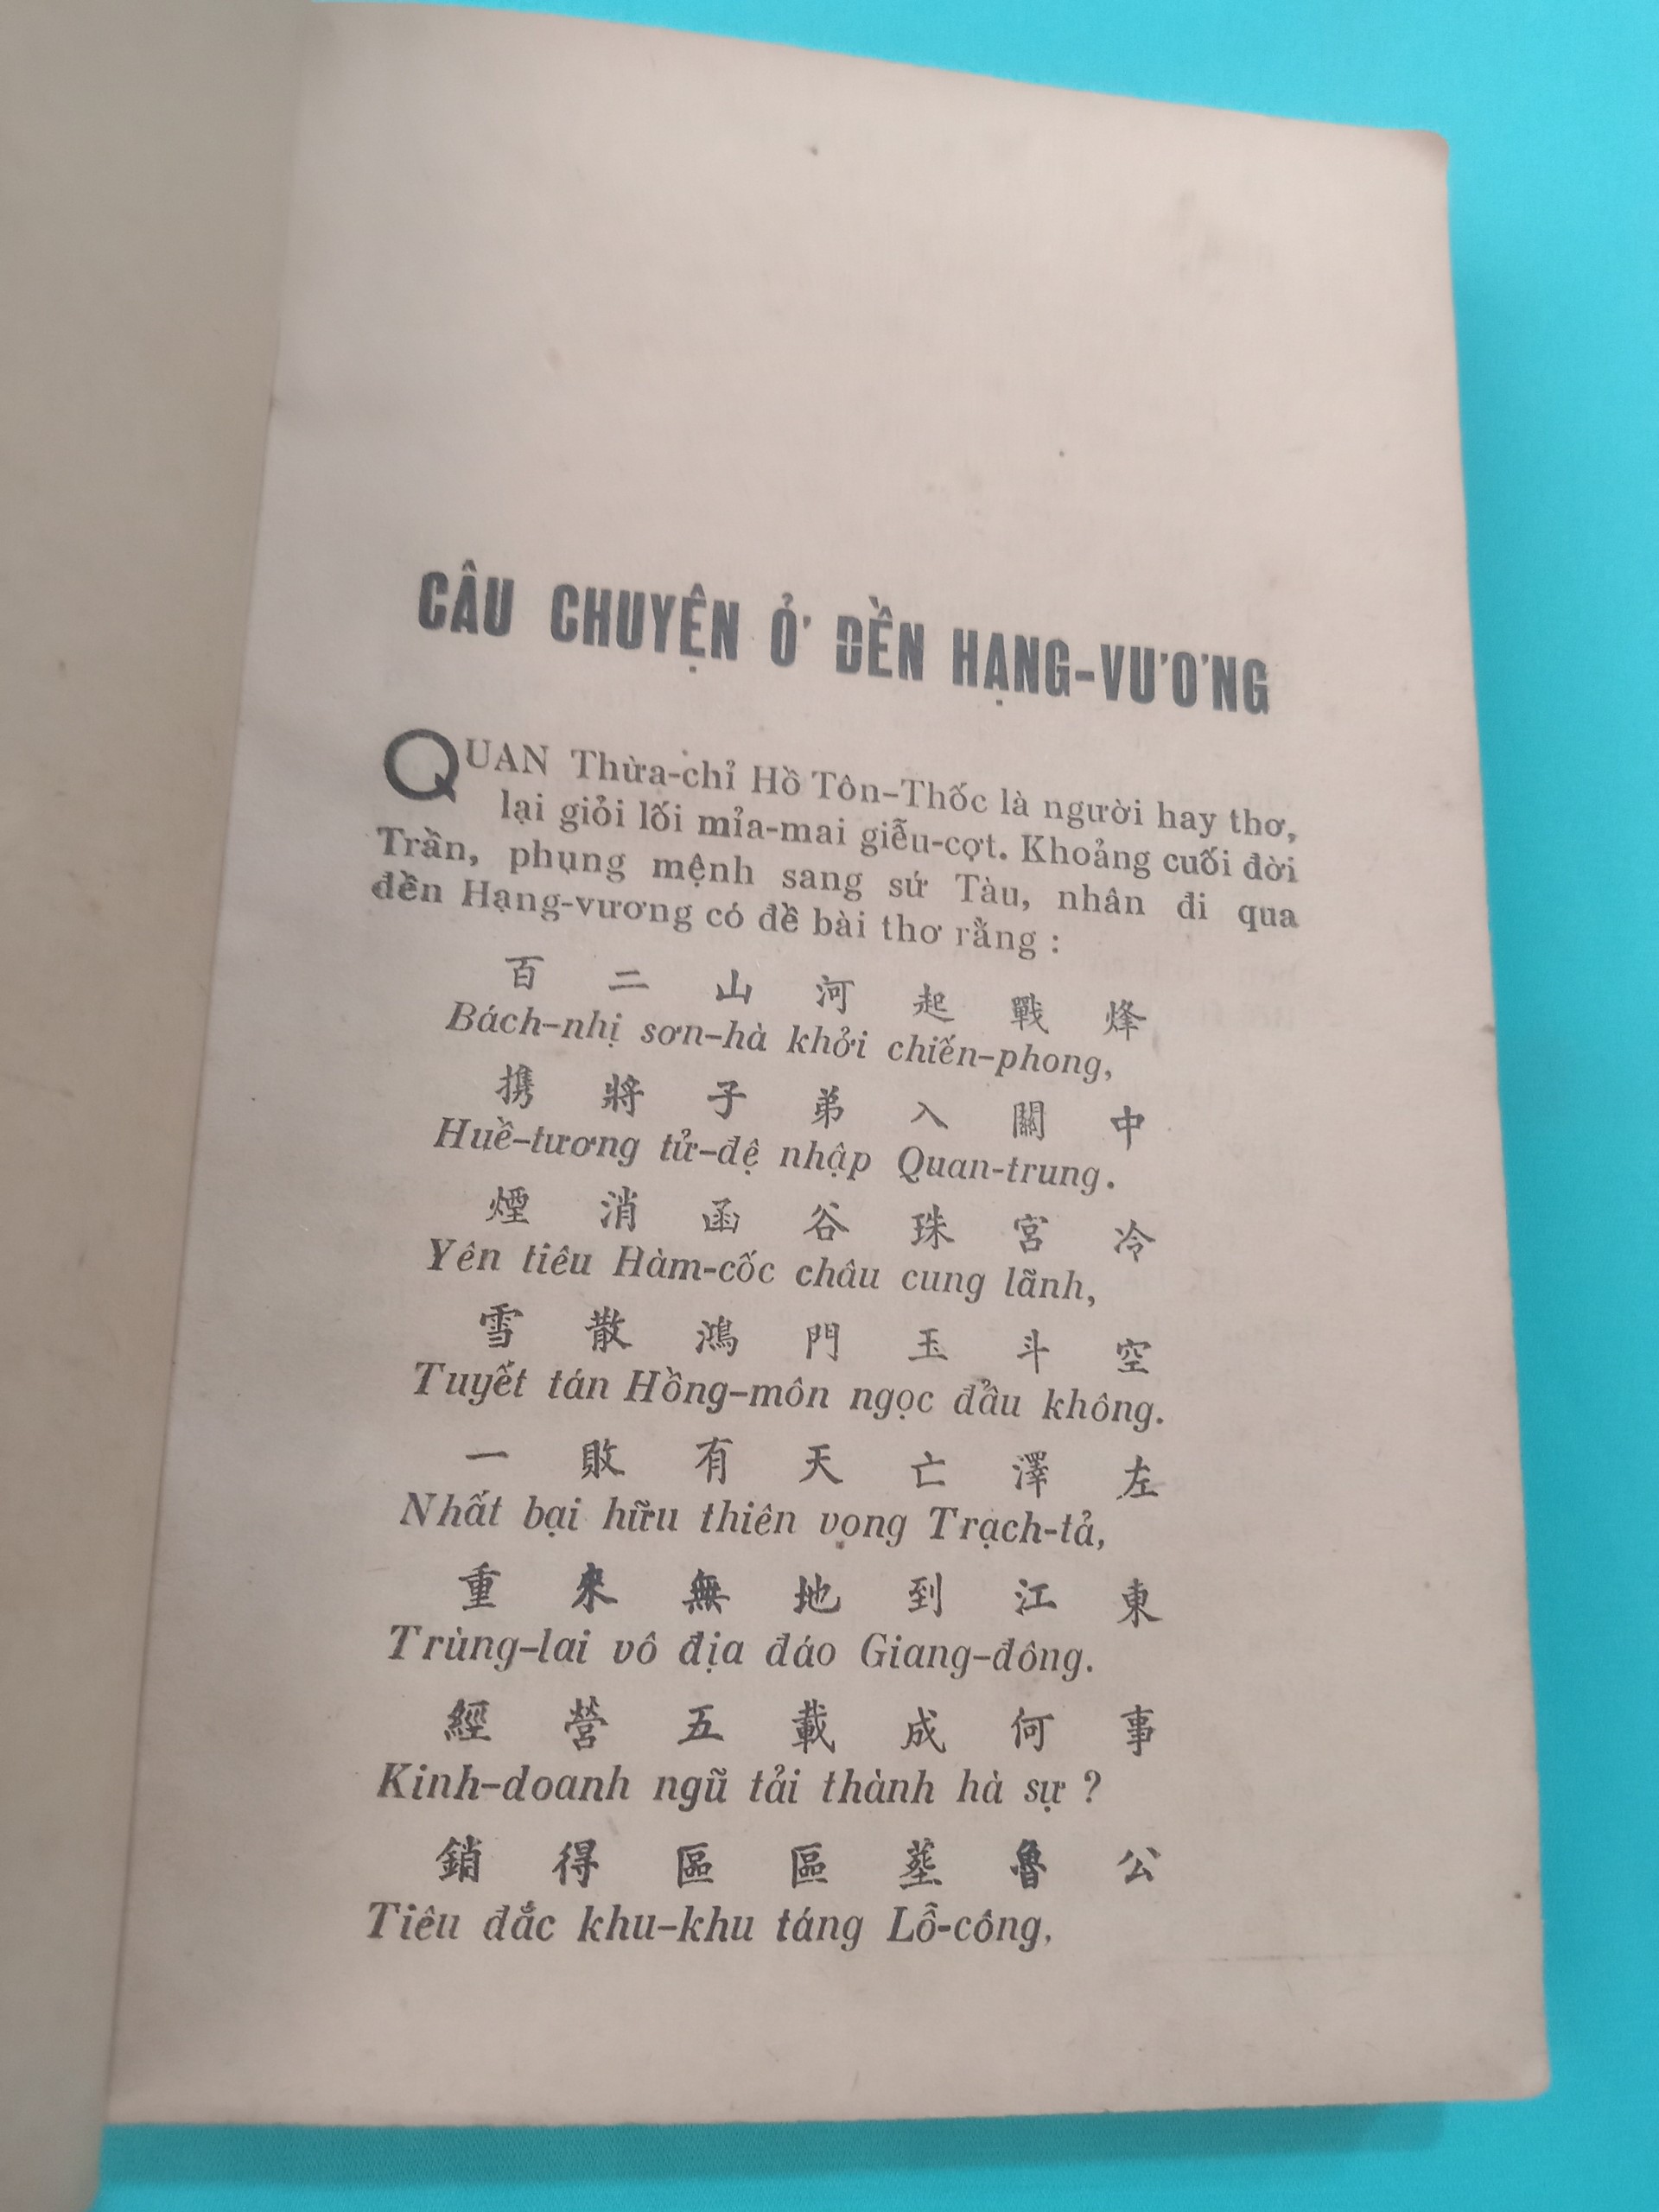 CÂU CHUYỆN Ở ĐỀN HẠNG-VƯƠNG
QUAN Thừa-chỉ Hồ Tôn-Thốc là người hay thơ,
lại giỏi lối mỉa-mai giễu-cợt. Khoảng cuối đời
Trần, phụng mệnh sang sứ Tàu, nhân đi qua
đền Hạng-vương có đề bài thơ rằng :
百 二 山 河 起 戰 烽
Bách-nhị sơn-hà khởi chiến-phong,
携 將 子 弟 入 關 中
Huề-tương tử-đệ nhập Quan-trung.
煙 消 函 谷 珠 宮 冷
Yên tiêu Hàm-cốc châu cung lãnh,
雪 散 鴻 門 玉 斗 空
Tuyết tán Hồng-môn ngọc đẩu không.
一 敗 有 天 亡 澤 左
Nhất bại hữu thiên vọng Trạch-tả,
重 來 無 地 到 江 東
Trùng-lai vô địa đáo Giang-đông.
經 營 五 載 成 何 事
Kinh-doanh ngũ tải thành hà sự ?
銷 得 區 區 塟 魯 公
Tiêu đắc khu-khu táng Lỗ-công,